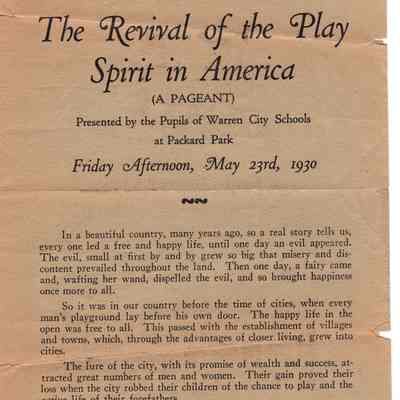 The Revival of the Play
Spirit in America
(A PAGEANT)
Presented by the Pupils of Warren City Schools
at Packard Park
Friday Afternoon, May 23rd, 1930
In a beautiful country, many years ago, so a real story tells us,
every one led a free and happy life, until one day an evil appeared.
The evil, small at first by and by grew so big that misery and dis-
content prevailed throughout the land. Then one day, a fairy came
and, wafting her wand, dispelled the evil, and so brought happiness
once more to all.
So it was in our country before the time of cities, when every
man's playground lay before his own door. The happy life in the
open was free to all. This passed with the establishment of villages
and towns, which, through the advantages of closer living, grew into
cities.
The lure of the city, with its promise of wealth and success, at-
tracted great numbers of men and women. Their gain proved their
loss when the city robbed their children of the chance to play and the
active life of their forefathers.